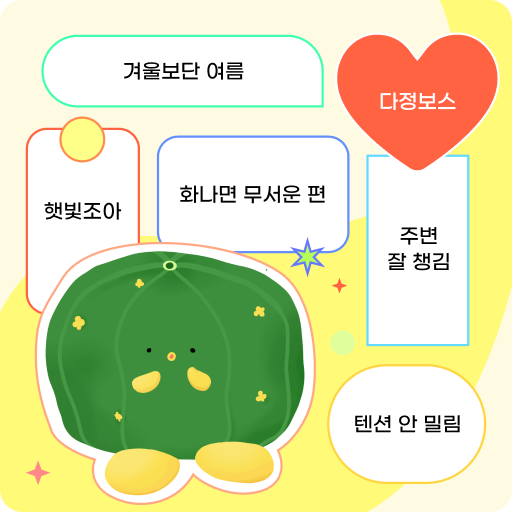 겨울보단 여름
다정보스
햇빛조아
화나면 무서운 편
주변
잘 챙김
텐션 안 밀림